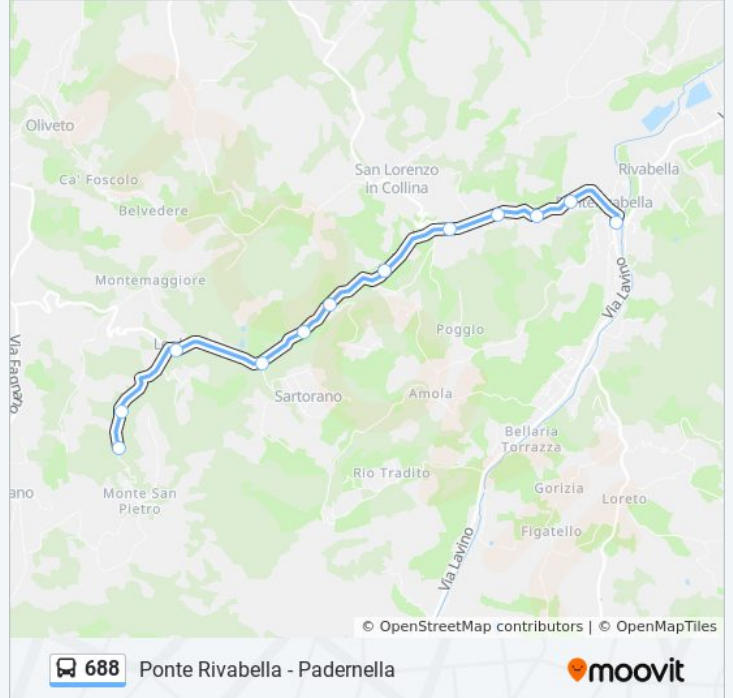 Oliveto
San Lorenzo
in Collina
Rivabella
Ca' Foscolo
Belvedere
Montemaggiore
Via Lavino
Poggio
Sartorano
Amola
Bellaria
Torrazza
Rio Tradito
Gorizia
Loreto
Monte San
Pietro
Figatello
Via Lavino
© OpenStreetMap contributors | © OpenMapTiles
688 Ponte Rivabella - Padernella
moovit